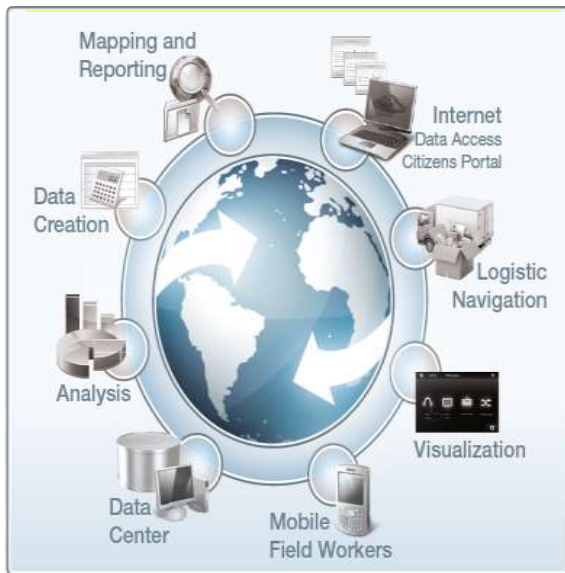 Mapping and
Reporting
Internet
Data Access
Citizens Portal
Data
Creation
Logistic
Navigation
Analysis
Visualization
Data
Center
Mobile
Field Workers